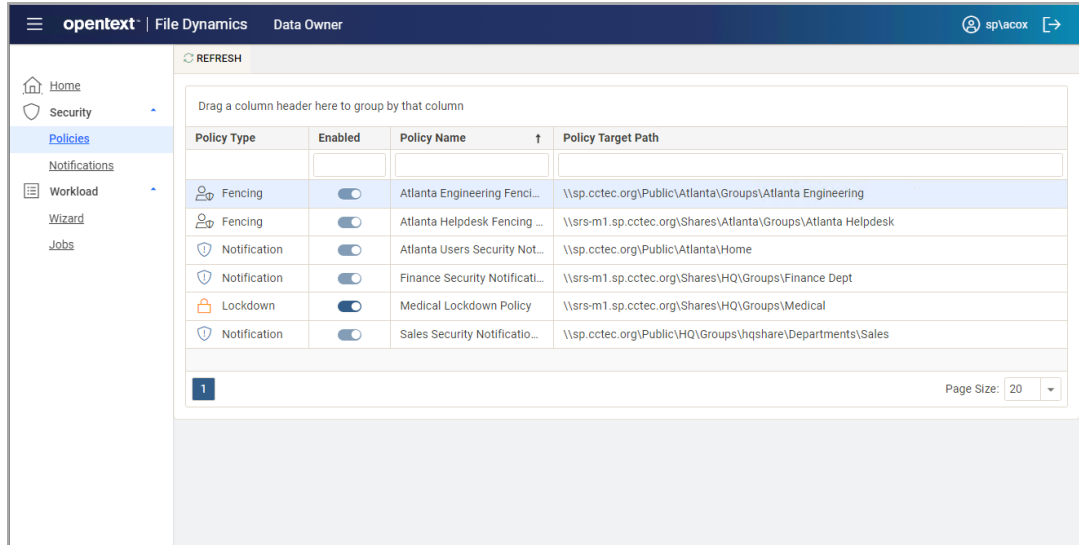 opentext™ | File Dynamics Data Owner sp\acox
REFRESH
Home
Security
Policies
Notifications
Workload
Wizard
Jobs
Drag a column header here to group by that column
Policy Type Enabled Policy Name ↑ Policy Target Path
Fencing Atlanta Engineering Fenci... \\sp.cctec.org\Public\Atlanta\Groups\Atlanta Engineering
Fencing Atlanta Helpdesk Fencing ... \\srs-m1.sp.cctec.org\Shares\Atlanta\Groups\Atlanta Helpdesk
Notification Atlanta Users Security Not... \\sp.cctec.org\Public\Atlanta\Home
Notification Finance Security Notificati... \\srs-m1.sp.cctec.org\Shares\HQ\Groups\Finance Dept
Lockdown Medical Lockdown Policy \\srs-m1.sp.cctec.org\Shares\HQ\Groups\Medical
Notification Sales Security Notificatio... \\sp.cctec.org\Public\HQ\Groups\hqshare\Departments\Sales
1 Page Size: 20